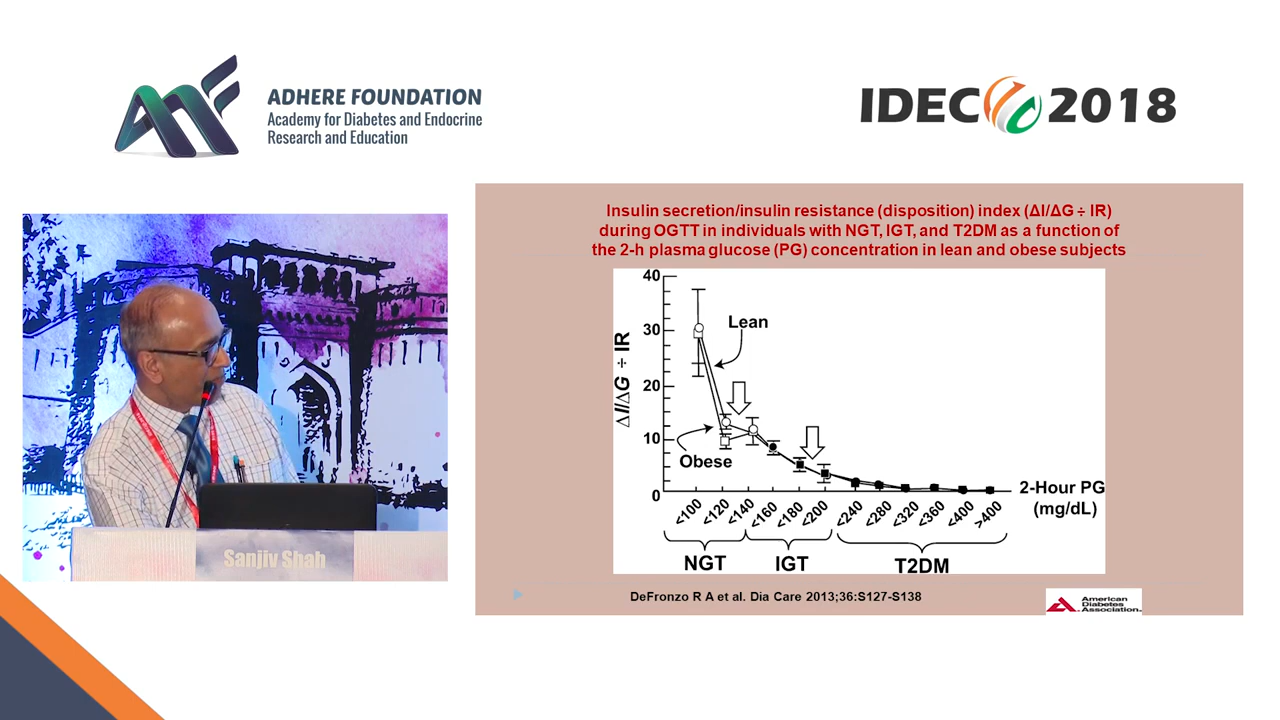 ADHERE FOUNDATION
Academy for Diabetes and Endocrine
Research and Education
IDEC 2018
Insulin secretion/insulin resistance (disposition) index (ΔI/ΔG ÷ IR)
during OGTT in individuals with NGT, IGT, and T2DM as a function of
the 2-h plasma glucose (PG) concentration in lean and obese subjects
40
30
20
10
0
ΔI/ΔG ÷ IR
Lean
Obese
<100
<120
<140
<160
<180
<200
<240
<280
<320
<360
<400
>400
2-Hour PG
(mg/dL)
NGT
IGT
T2DM
DeFronzo R A et al. Dia Care 2013;36:S127-S138
American
Diabetes
Association.
Sanjiv Shah